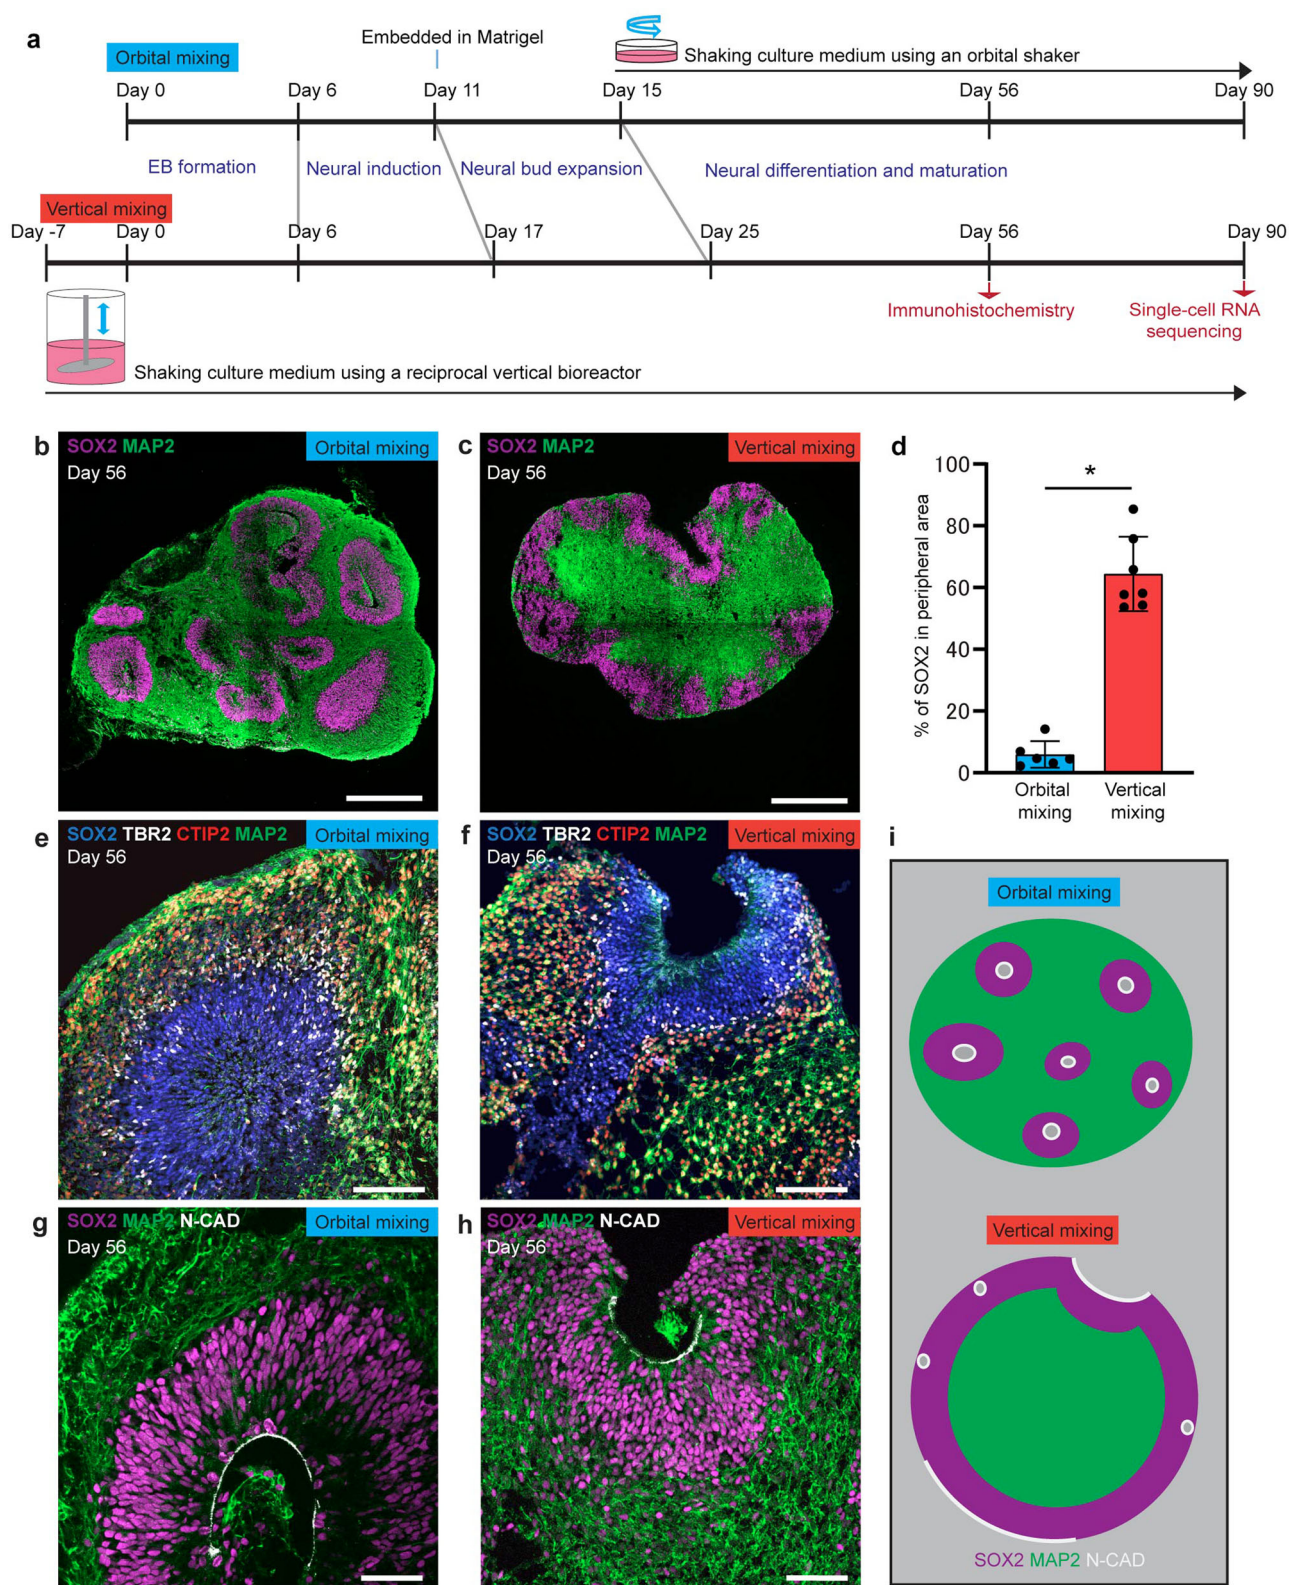 a
Orbital mixing
Embedded in Matrigel
Shaking culture medium using an orbital shaker
Day 0
Day 6
Day 11
Day 15
Day 56
Day 90
EB formation
Neural induction
Neural bud expansion
Neural differentiation and maturation
Vertical mixing
Day -7
Day 0
Day 6
Day 17
Day 25
Day 56
Day 90
Immunohistochemistry
Single-cell RNA
sequencing
Shaking culture medium using a reciprocal vertical bioreactor
b
SOX2 MAP2
Orbital mixing
Day 56
c
SOX2 MAP2
Vertical mixing
Day 56
d
% of SOX2 in peripheral area
100
80
60
40
20
0
*
Orbital
mixing
Vertical
mixing
e
SOX2 TBR2 CTIP2 MAP2
Orbital mixing
Day 56
f
SOX2 TBR2 CTIP2 MAP2
Vertical mixing
Day 56
g
SOX2 MAP2 N-CAD
Orbital mixing
Day 56
h
SOX2 MAP2 N-CAD
Vertical mixing
Day 56
i
Orbital mixing
Vertical mixing
SOX2 MAP2 N-CAD